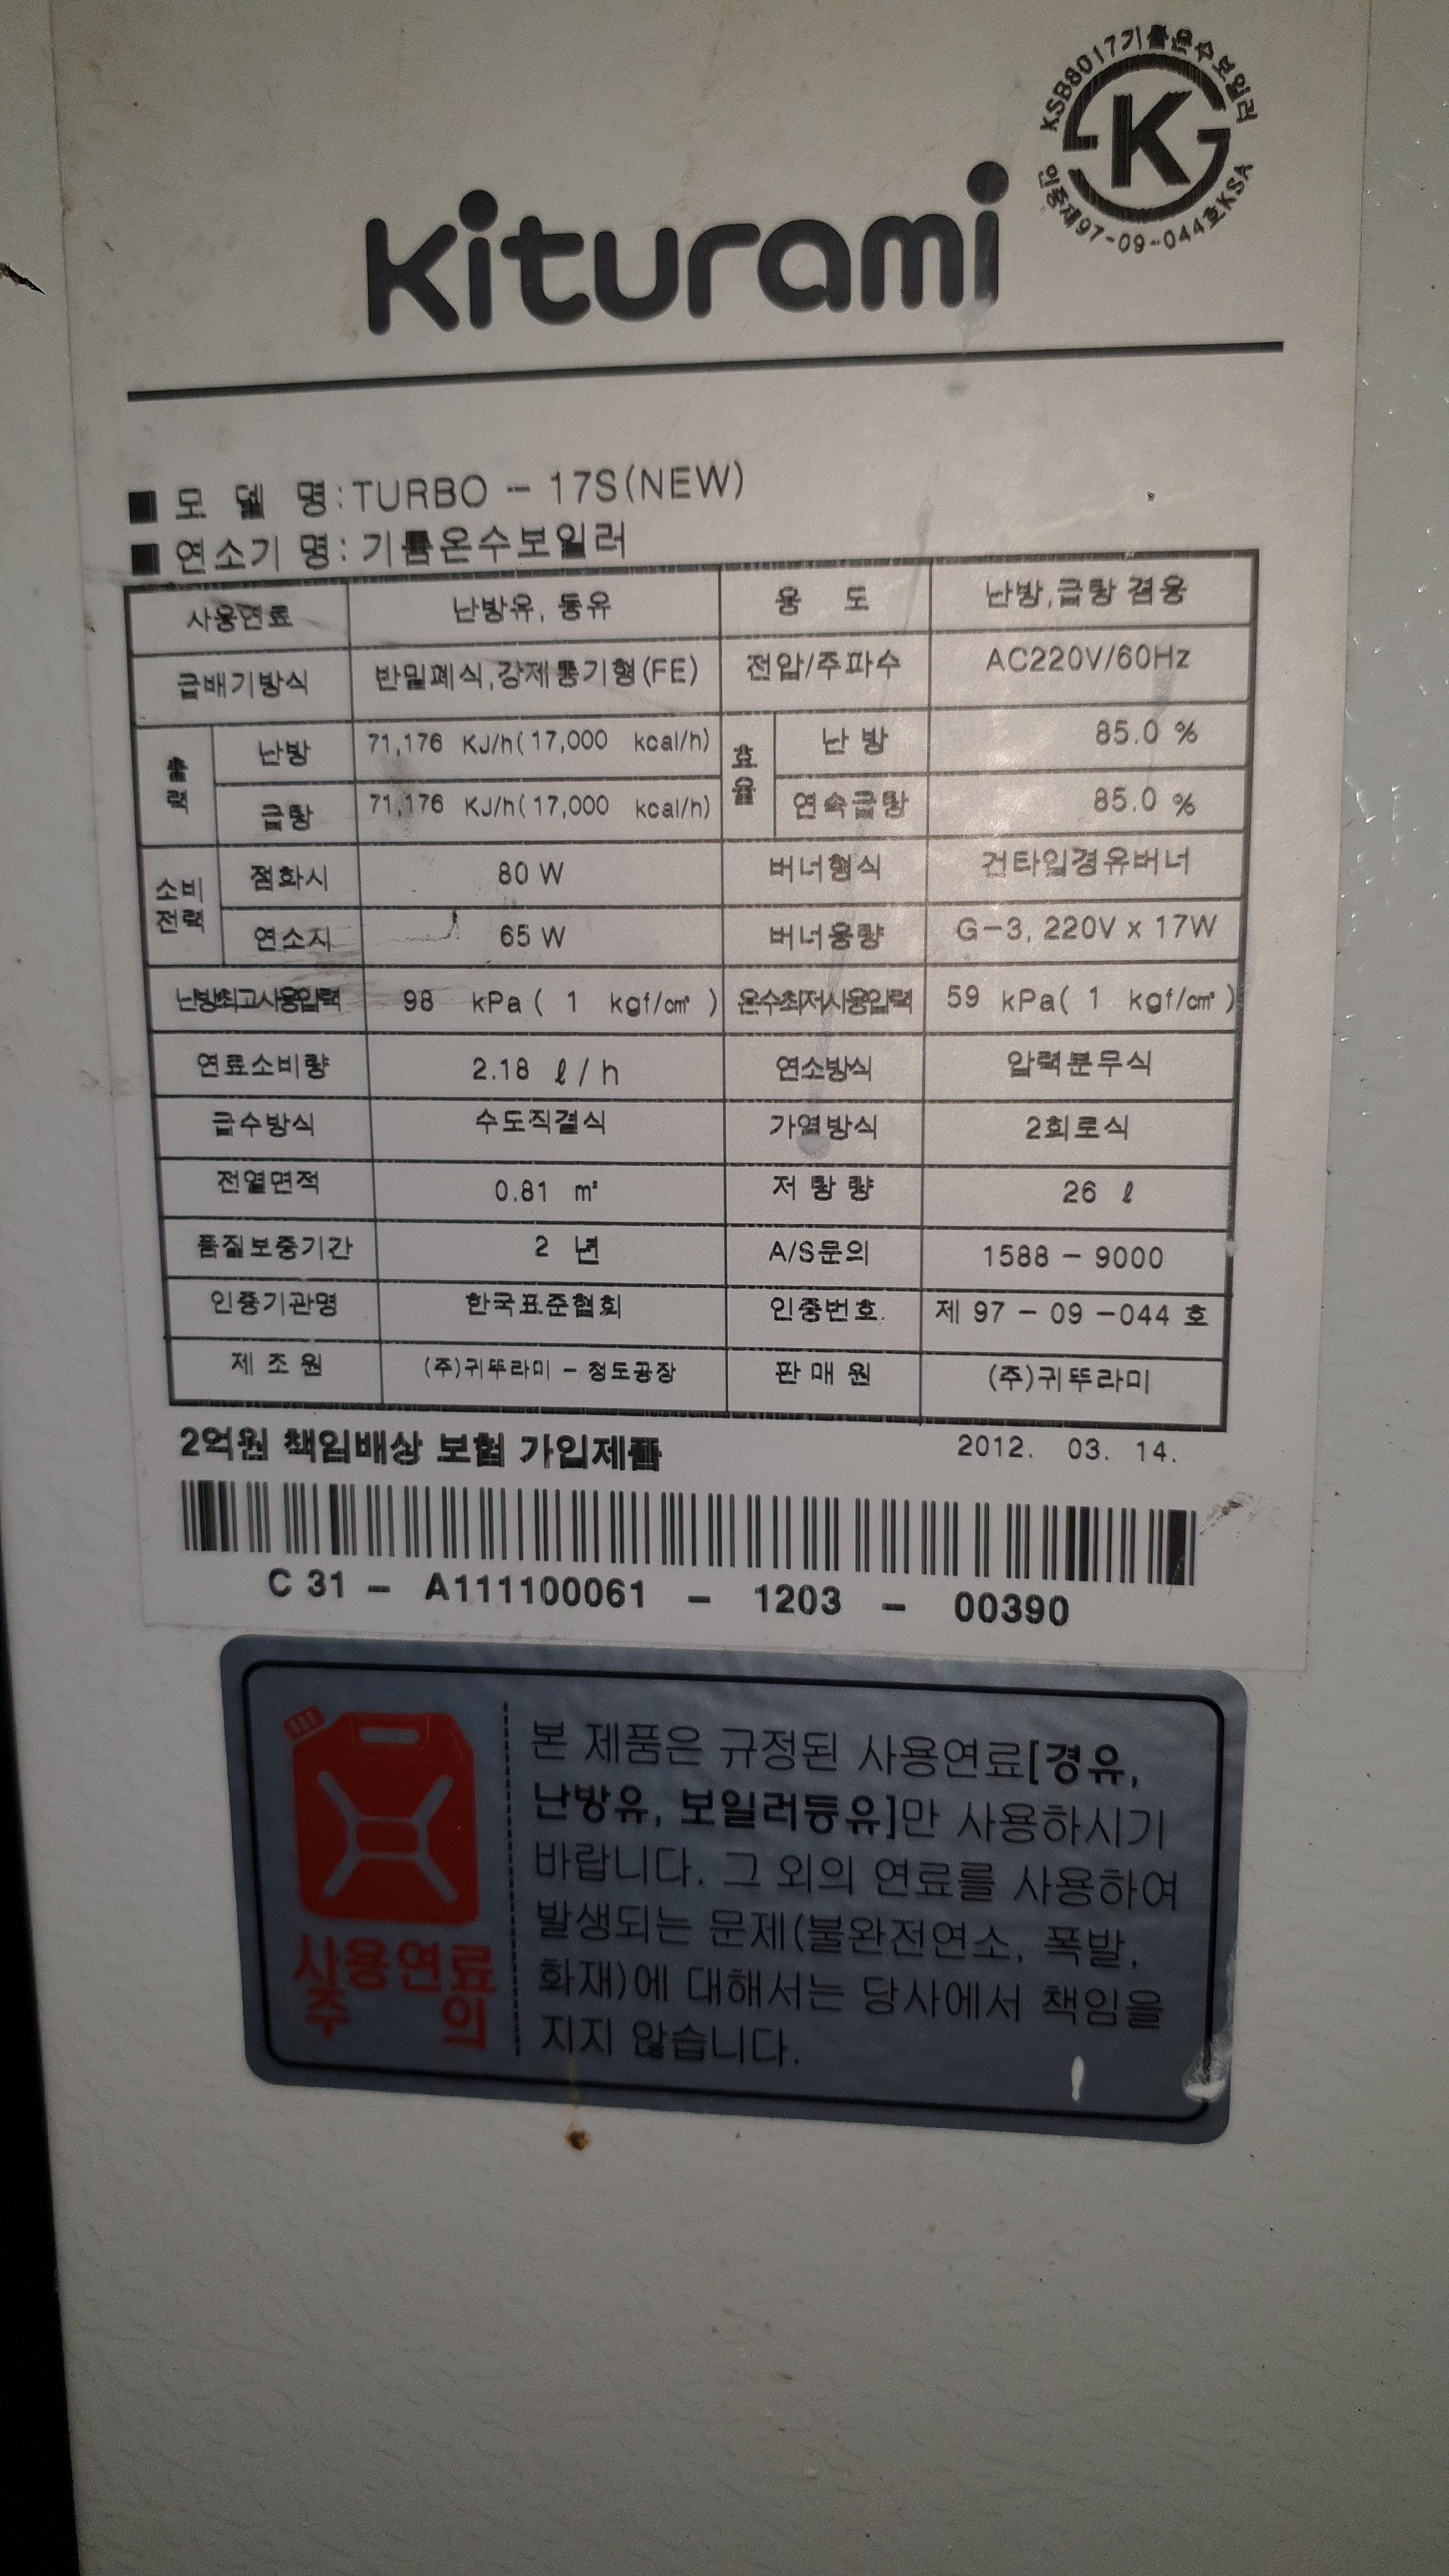 KSB8017기름온수보일러
인증제97-09-044호KSA
Kiturami
■ 모 델 명:TURBO - 17S(NEW)
■ 연소기 명:기름온수보일러
사용연료 난방유, 등유 용 도 난방,급탕 겸용
급배기방식 반밀폐식,강제통기형(FE) 전압/주파수 AC220V/60Hz
출력 난방 71,176 KJ/h(17,000 kcal/h) 효율 난 방 85.0 %
급탕 71,176 KJ/h(17,000 kcal/h) 연속급탕 85.0 %
소비전력 점화시 80 W 버너형식 건타입경유버너
연소시 65 W 버너용량 G-3, 220V x 17W
난방최고사용압력 98 kPa( 1 kgf/㎠ ) 온수최저사용압력 59 kPa( 1 kgf/㎠ )
연료소비량 2.18 ℓ/h 연소방식 압력분무식
급수방식 수도직결식 가열방식 2회로식
전열면적 0.81 ㎡ 저 탕 량 26 ℓ
품질보증기간 2 년 A/S문의 1588 - 9000
인증기관명 한국표준협회 인증번호. 제 97 - 09 -044 호
제 조 원 (주)귀뚜라미 - 청도공장 판 매 원 (주)귀뚜라미
2억원 책임배상 보험 가입제품 2012. 03. 14.
C 31 - A111100061 - 1203 - 00390
사용연료
주 의
본 제품은 규정된 사용연료[경유,
난방유, 보일러등유]만 사용하시기
바랍니다. 그 외의 연료를 사용하여
발생되는 문제(불완전연소, 폭발,
화재)에 대해서는 당사에서 책임을
지지 않습니다.